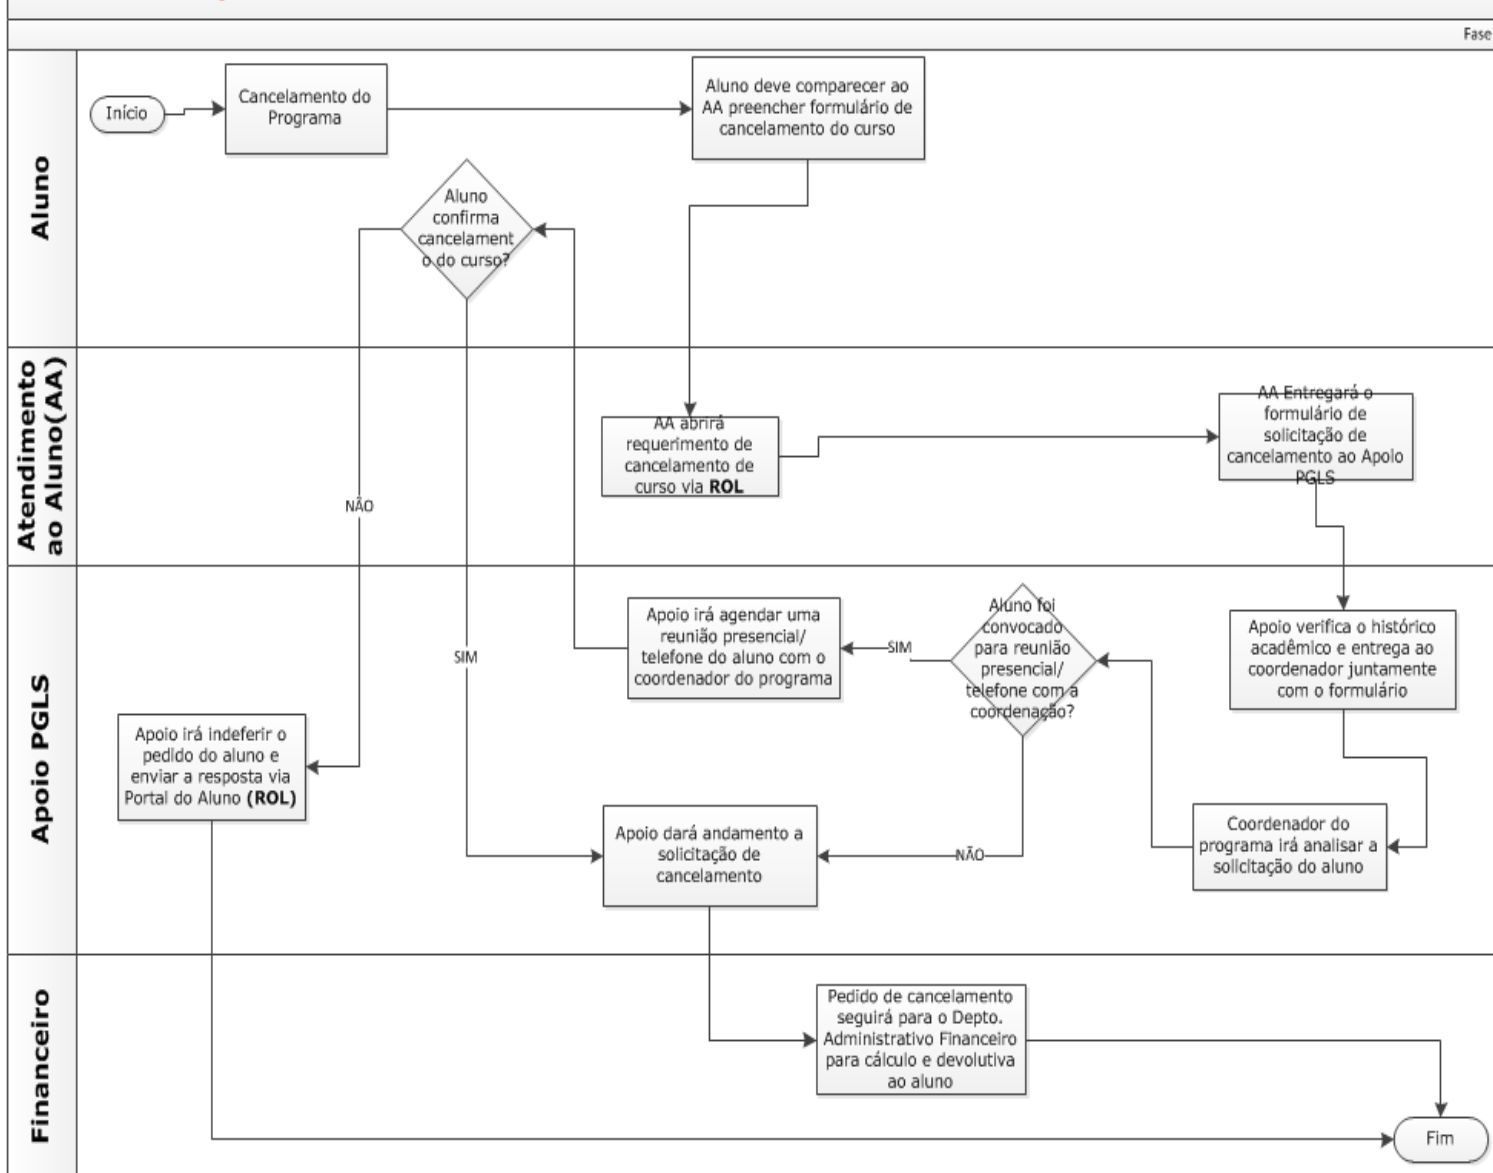 Fase
Aluno
Início
Cancelamento do
Programa
Aluno deve comparecer ao
AA preencher formulário de
cancelamento do curso
Aluno
confirma
cancelament
o do curso?
Atendimento
ao Aluno(AA)
AA abrirá
requerimento de
cancelamento de
curso via ROL
AA Entregará o
formulário de
solicitação de
cancelamento ao Apoio
PGLS
NÃO
Apoio PGLS
SIM
Apoio irá agendar uma
reunião presencial/
telefone do aluno com o
coordenador do programa
SIM
Aluno foi
convocado
para reunião
presencial/
telefone com a
coordenação?
Apoio verifica o histórico
acadêmico e entrega ao
coordenador juntamente
com o formulário
Apoio irá indeferir o
pedido do aluno e
enviar a resposta via
Portal do Aluno (ROL)
Apoio dará andamento a
solicitação de
cancelamento
NÃO
Coordenador do
programa irá analisar a
solicitação do aluno
Financeiro
Pedido de cancelamento
seguirá para o Depto.
Administrativo Financeiro
para cálculo e devolutiva
ao aluno
Fim